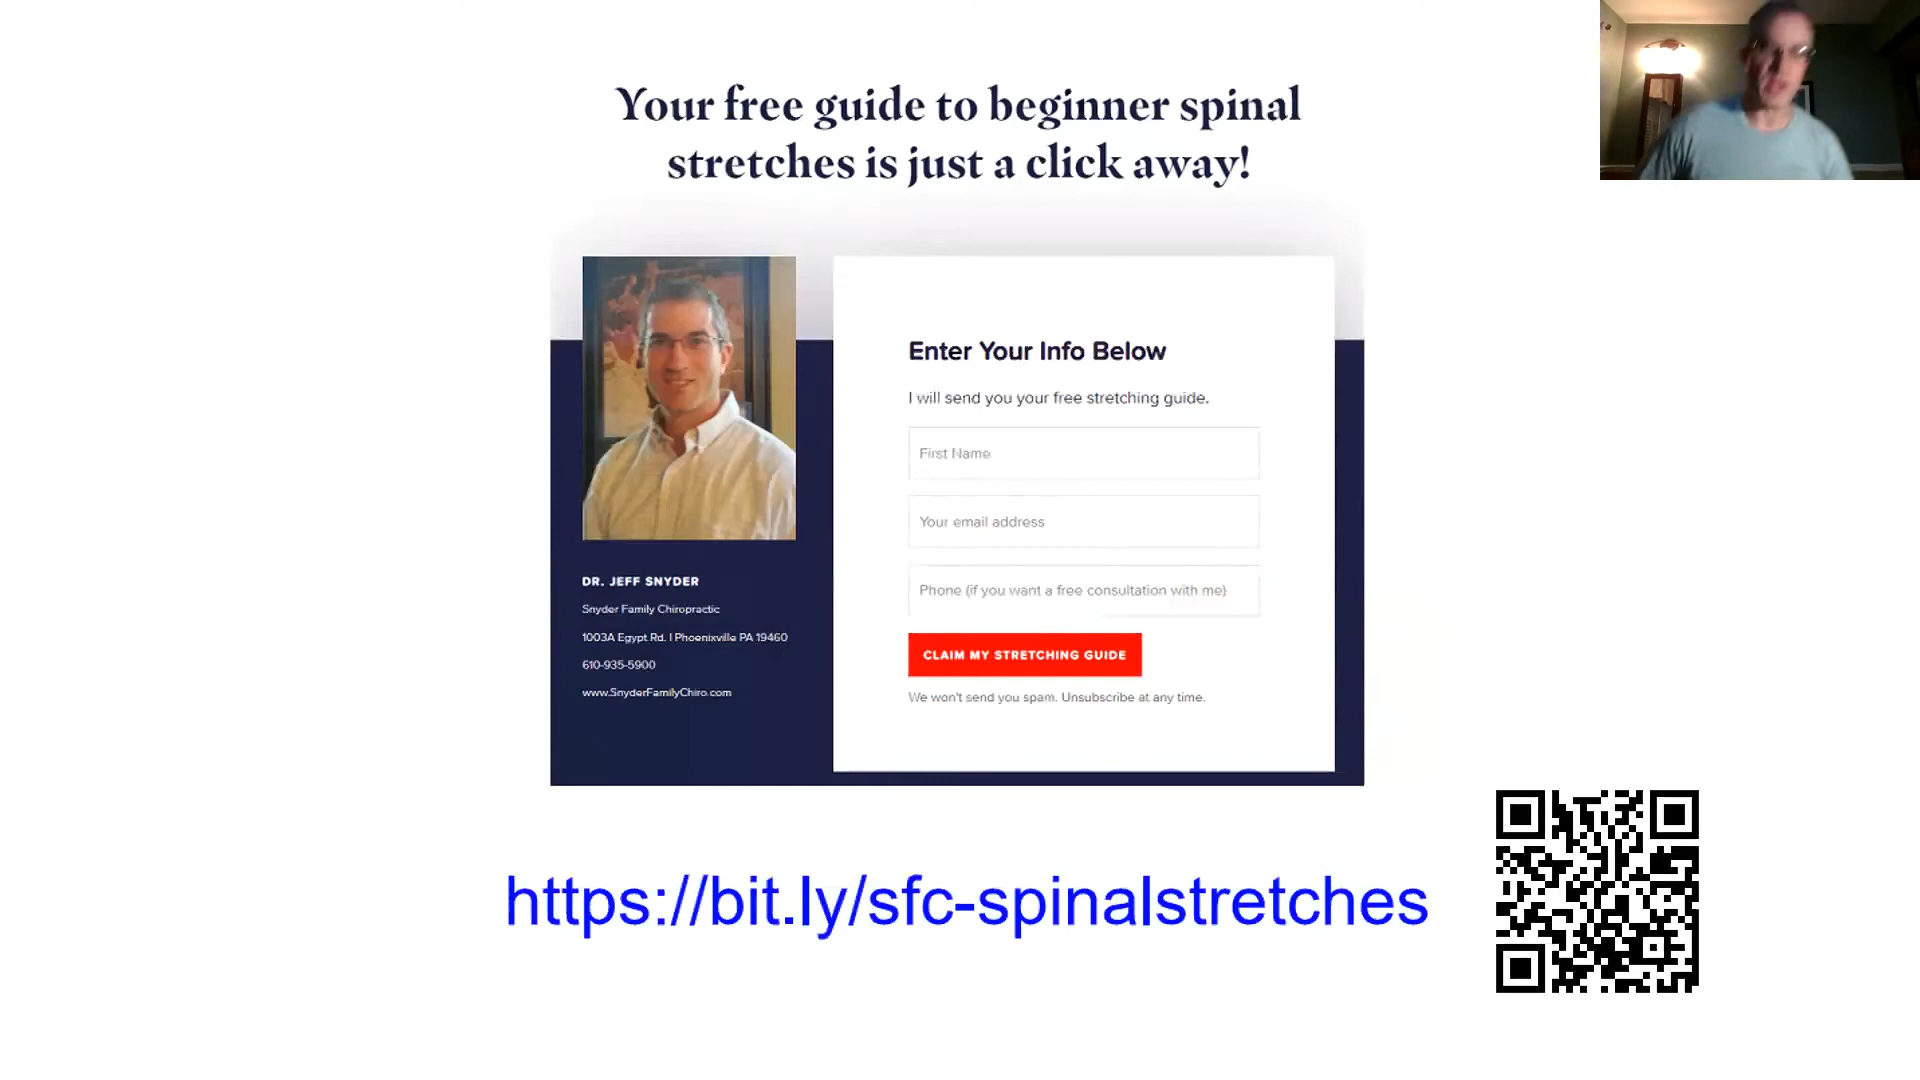 Your free guide to beginner spinal
stretches is just a click away!
Enter Your Info Below
I will send you your free stretching guide.
First Name
Your email address
Phone (if you want a free consultation with me)
CLAIM MY STRETCHING GUIDE
We won't send you spam. Unsubscribe at any time.
DR. JEFF SNYDER
Snyder Family Chiropractic
1003A Egypt Rd. | Phoenixville PA 19460
610-935-5900
www.SnyderFamilyChiro.com
https://bit.ly/sfc-spinalstretches